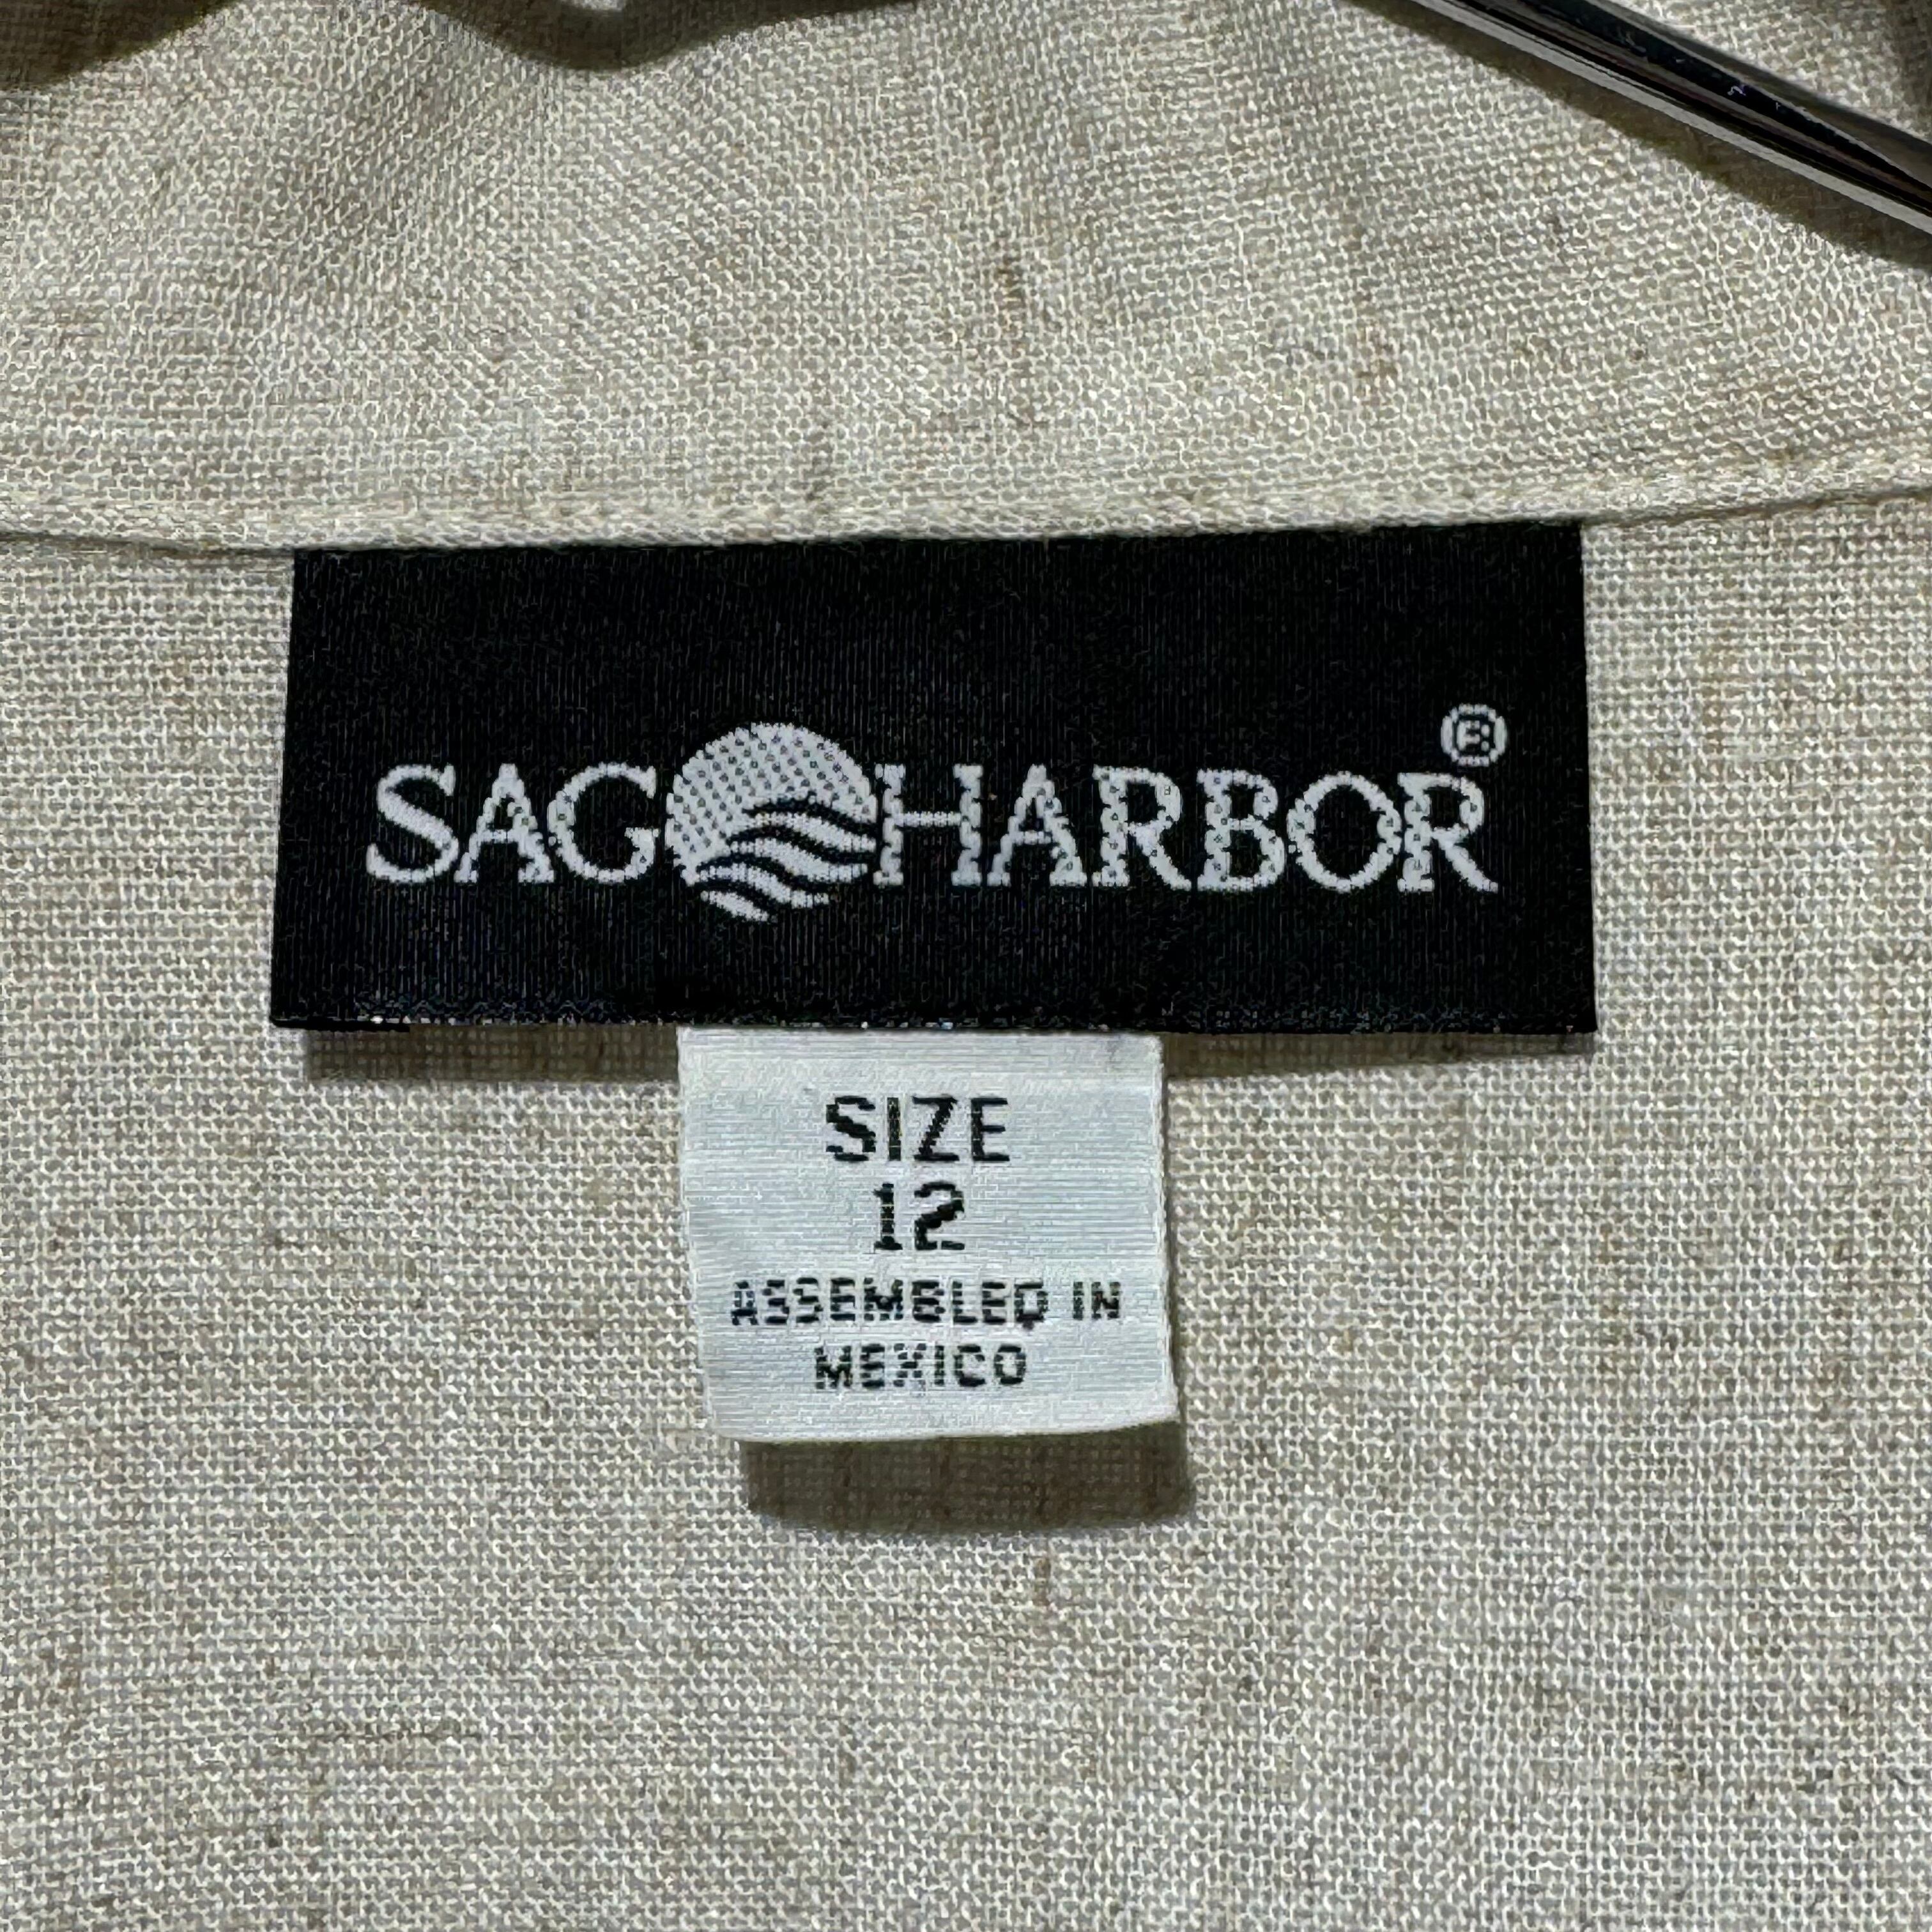 SAG HARBOR®
SIZE
12
ASSEMBLED IN
MEXICO